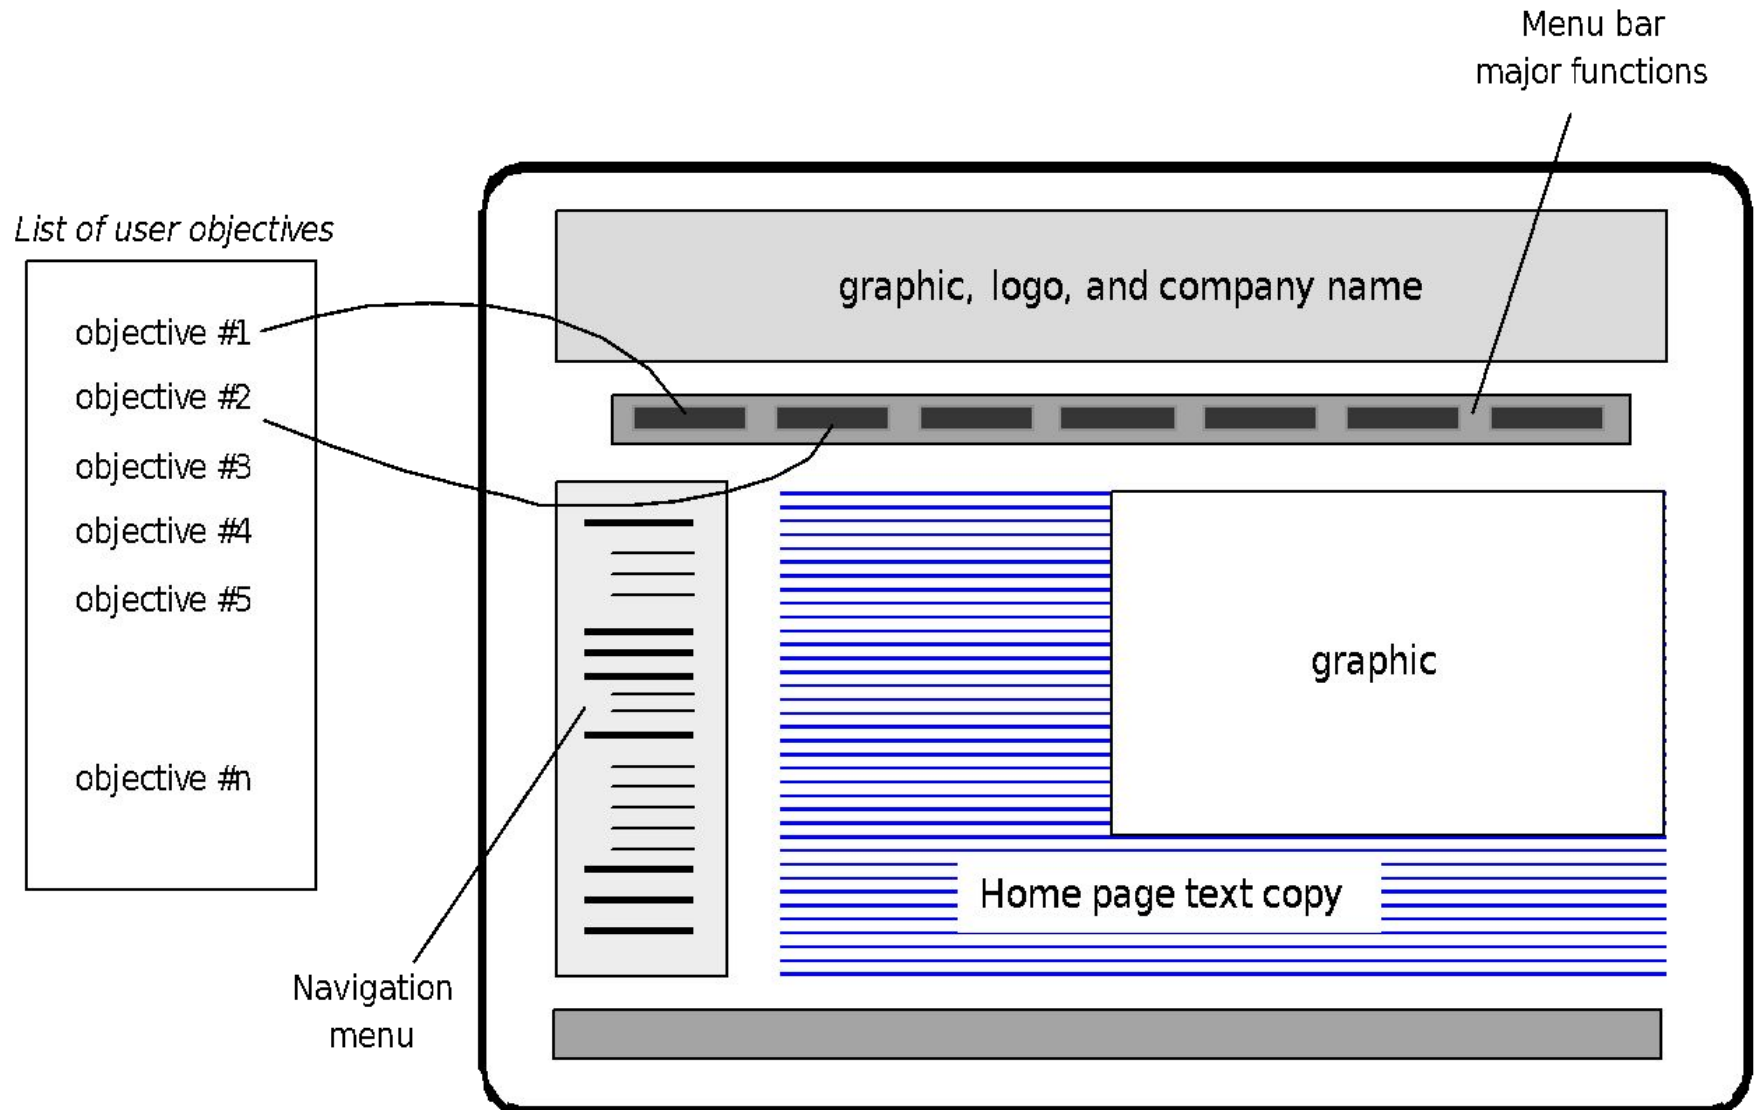 Menu bar
major functions
List of user objectives
graphic, logo, and company name
objective #1
objective #2
objective #3
objective #4
objective #5
objective #n
graphic
Home page text copy
Navigation
menu